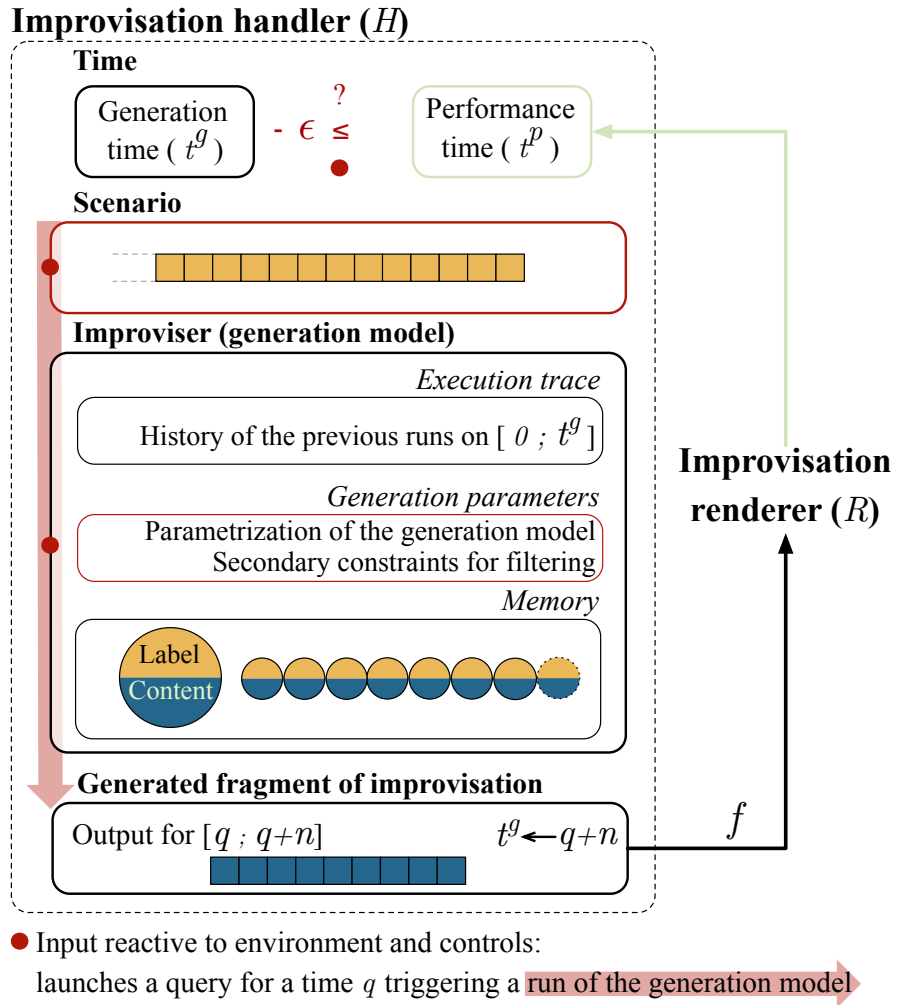 Improvisation handler (H)
Time
Generation
time ( t^g )
- ϵ ≤
?
Performance
time ( t^p )
Scenario
Improviser (generation model)
Execution trace
History of the previous runs on [ 0 ; t^g ]
Generation parameters
Parametrization of the generation model
Secondary constraints for filtering
Memory
Label
Content
Improvisation
renderer (R)
Generated fragment of improvisation
Output for [q ; q+n]
t^g ← q+n
f
Input reactive to environment and controls:
launches a query for a time q triggering a run of the generation model